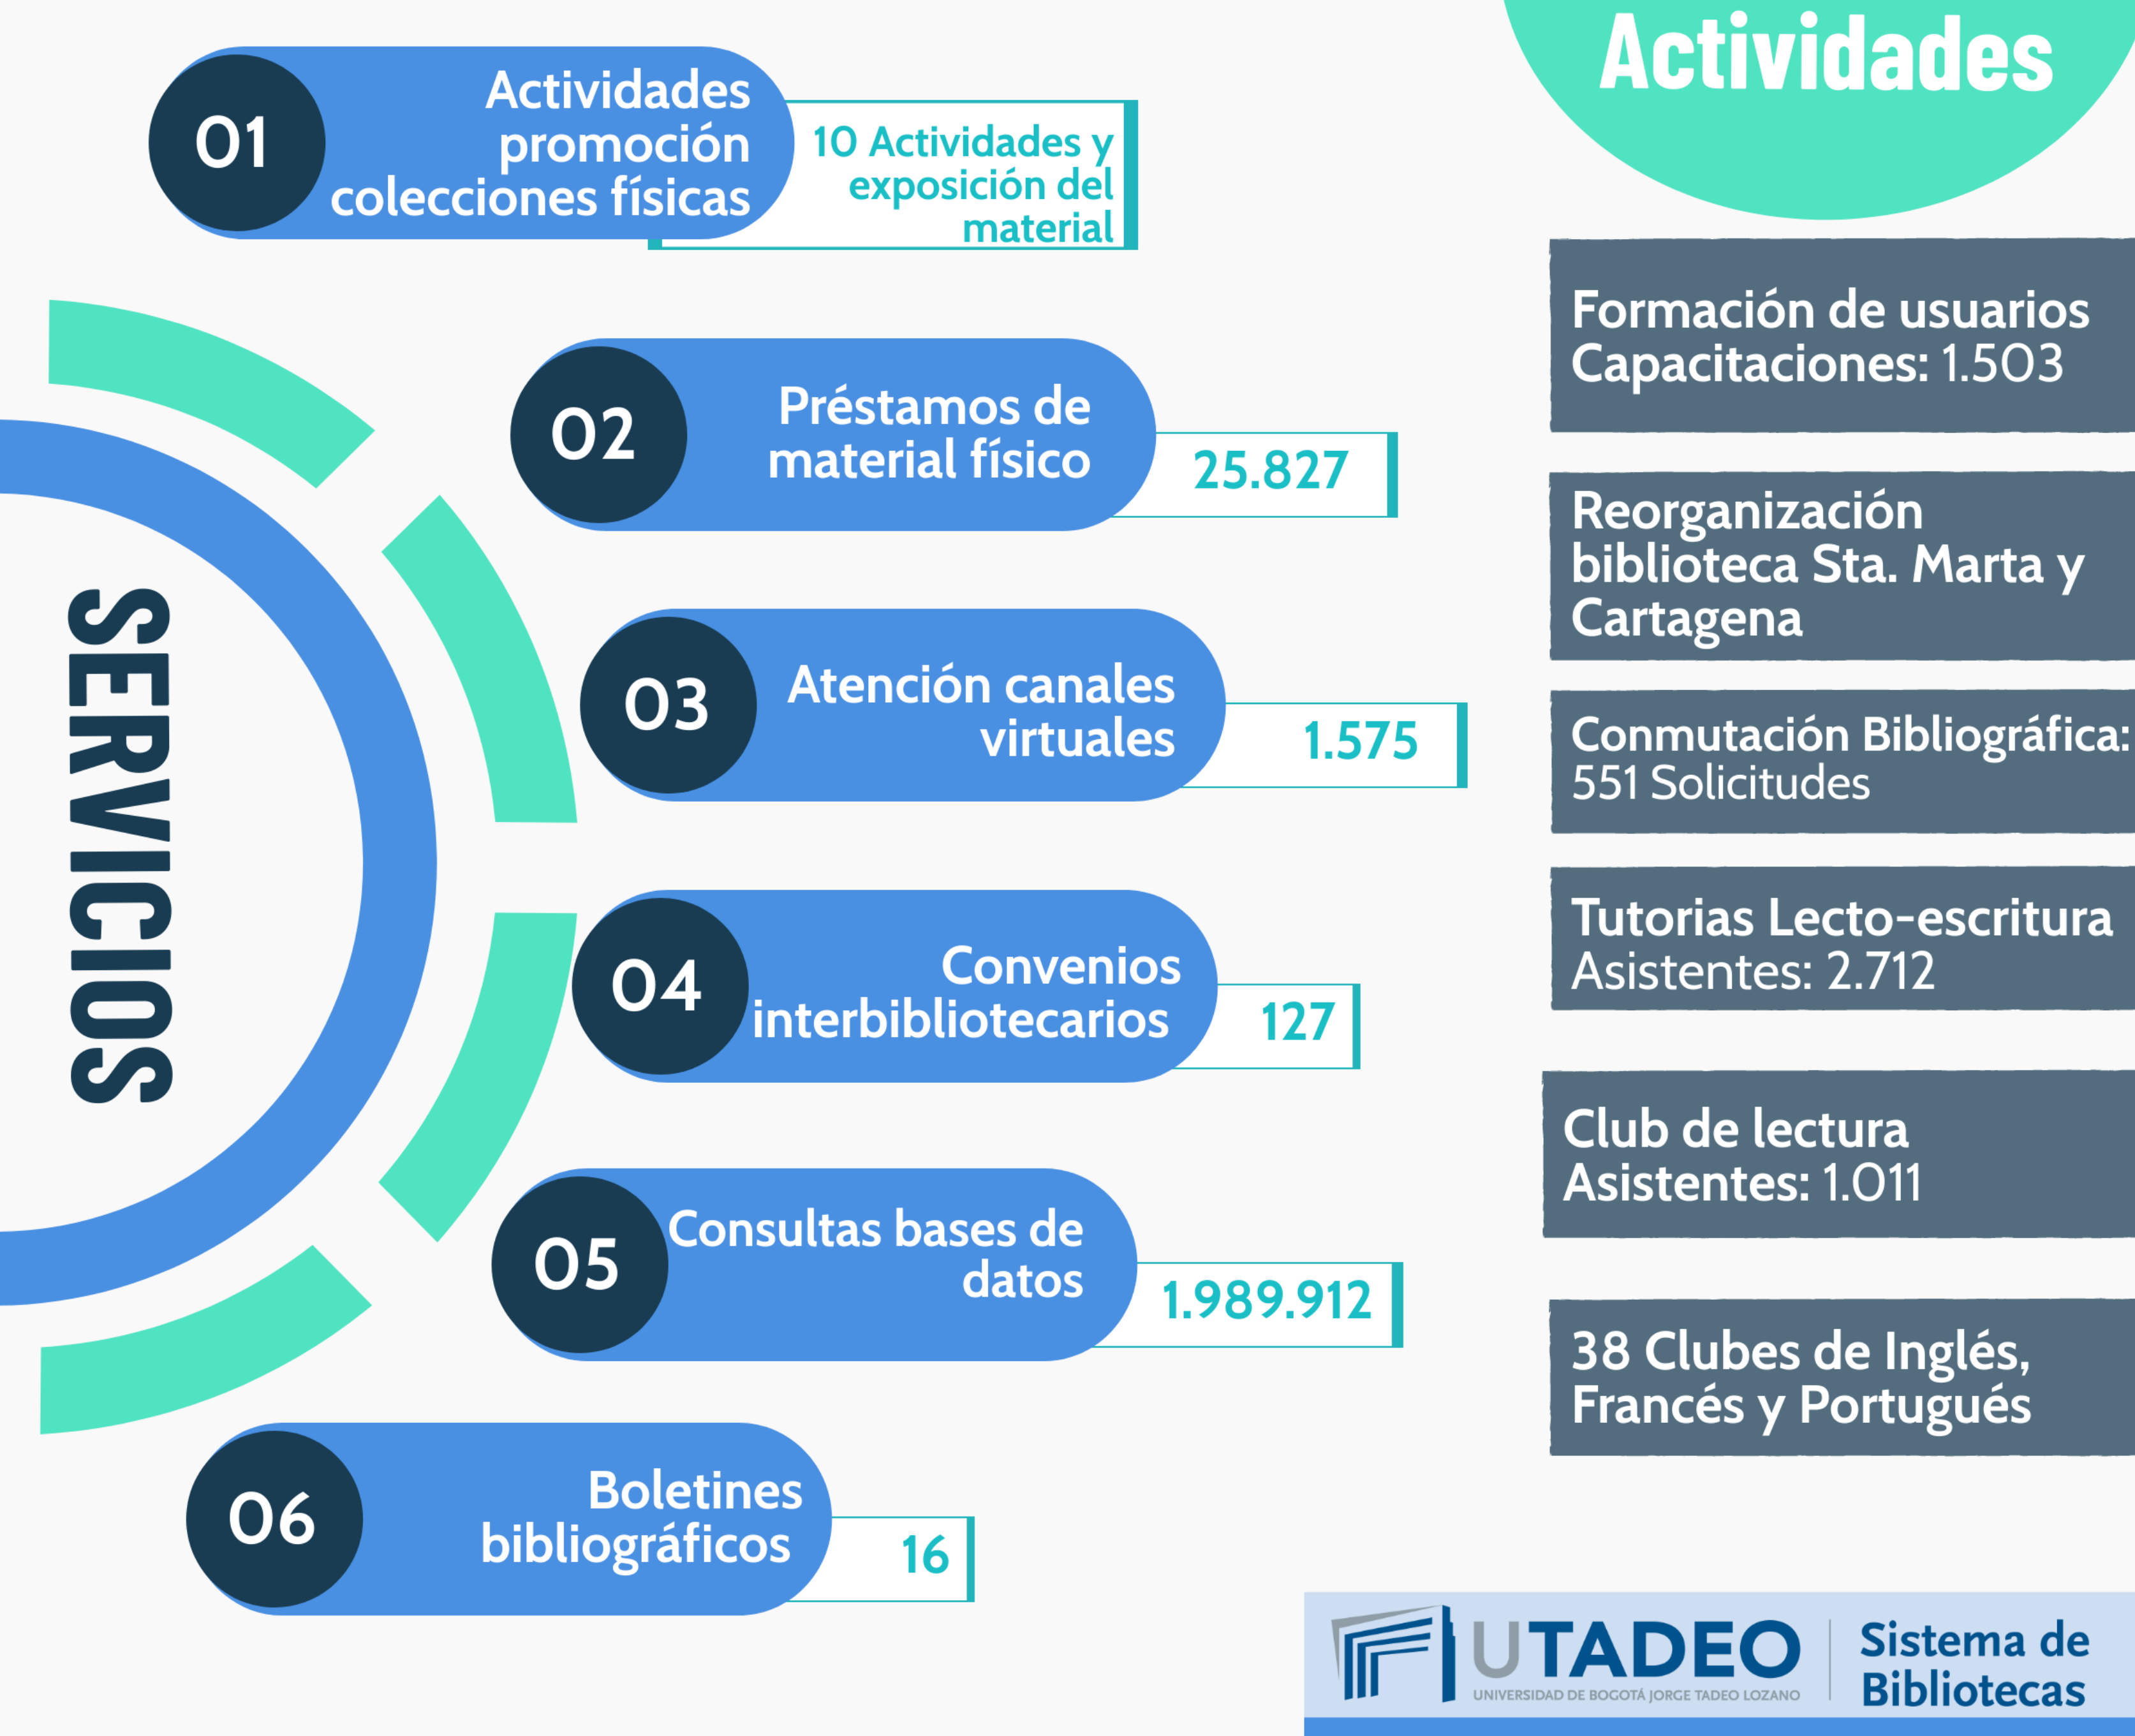 SERVICIOS
01
Actividades
promoción
colecciones físicas
10 Actividades y
exposición del
material
02
Préstamos de
material físico
25.827
03
Atención canales
virtuales
1.575
04
Convenios
interbibliotecarios
127
05
Consultas bases de
datos
1.989.912
06
Boletines
bibliográficos
16
Actividades
Formación de usuarios
Capacitaciones: 1.503
Reorganización
biblioteca Sta. Marta y
Cartagena
Conmutación Bibliográfica:
551 Solicitudes
Tutorias Lecto-escritura
Asistentes: 2.712
Club de lectura
Asistentes: 1.011
38 Clubes de Inglés,
Francés y Portugués
UTADEO
UNIVERSIDAD DE BOGOTÁ JORGE TADEO LOZANO
Sistema de
Bibliotecas